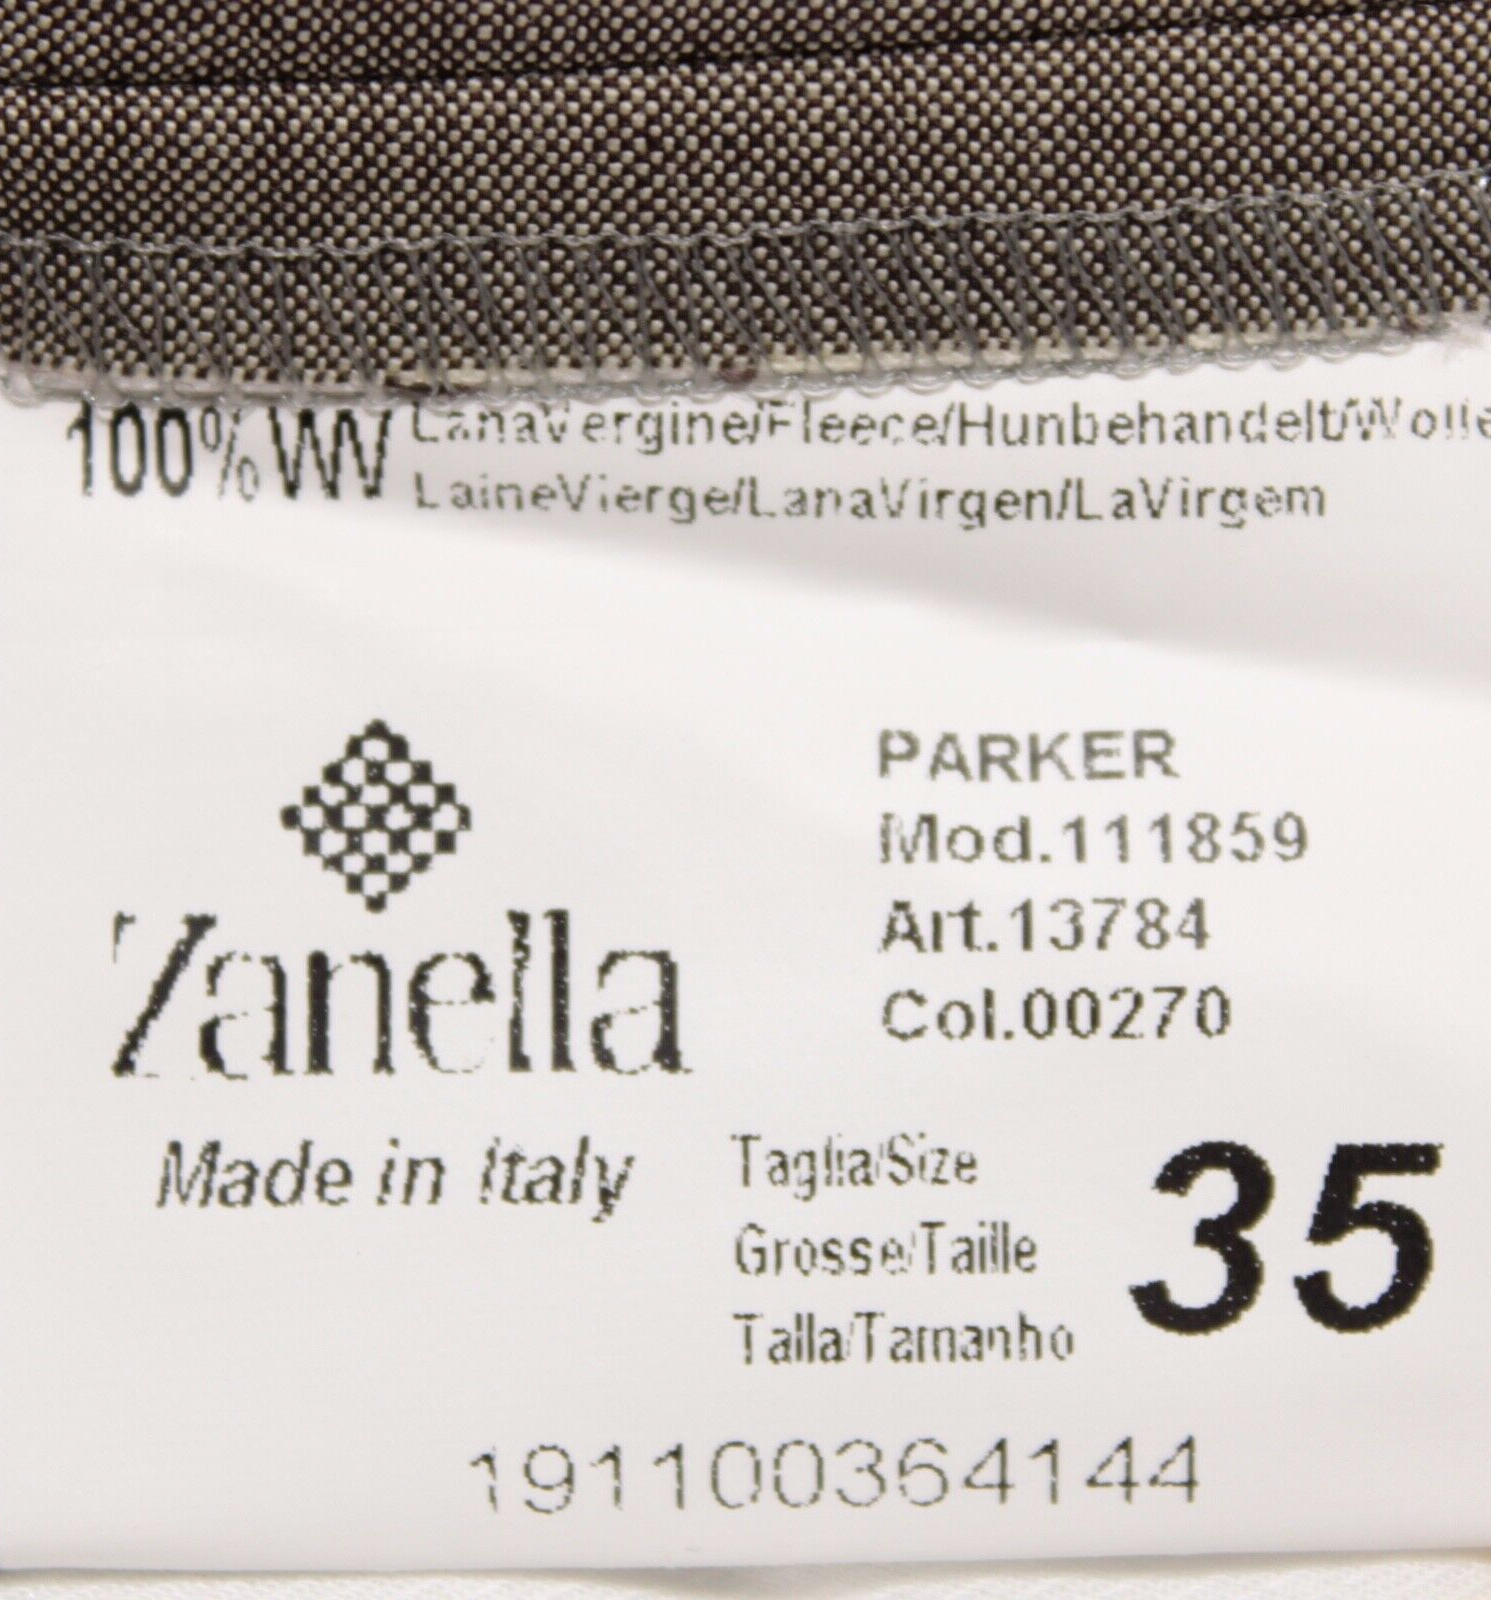 100% WV LanaVergine/Fleece/Hunbehandelt/Wolle
LaineVierge/LanaVirgen/LaVirgem
PARKER
Mod.111859
Art.13784
Col.00270
Zanella
Made in Italy
Taglia/Size
Grosse/Taille
Talla/Tamanho
35
191100364144